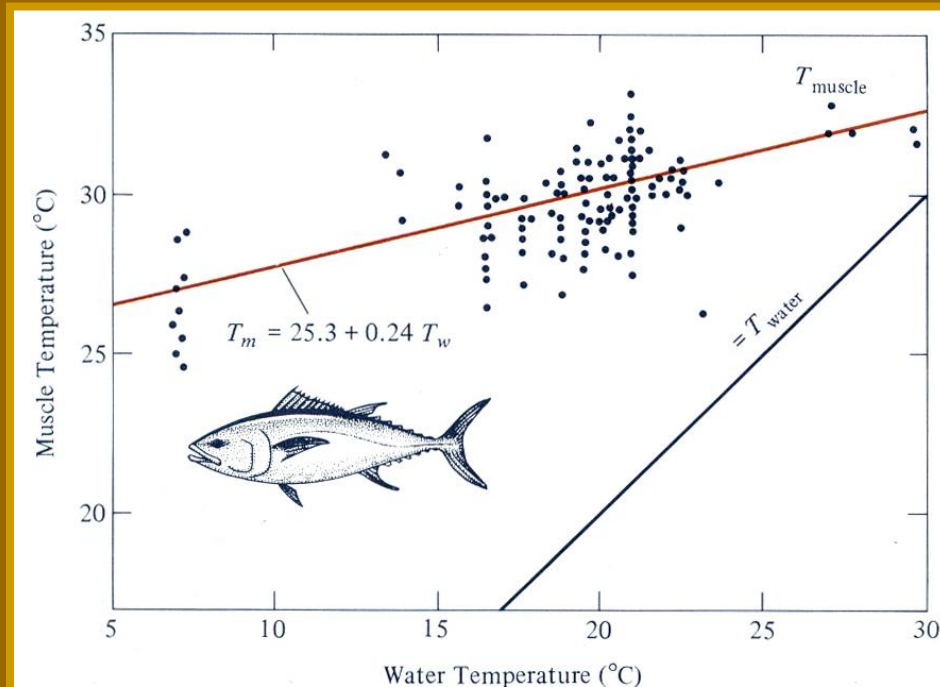 35
30
25
20
Muscle Temperature (°C)
T muscle
T_m = 25.3 + 0.24 T_w
= T water
5
10
15
20
25
30
Water Temperature (°C)